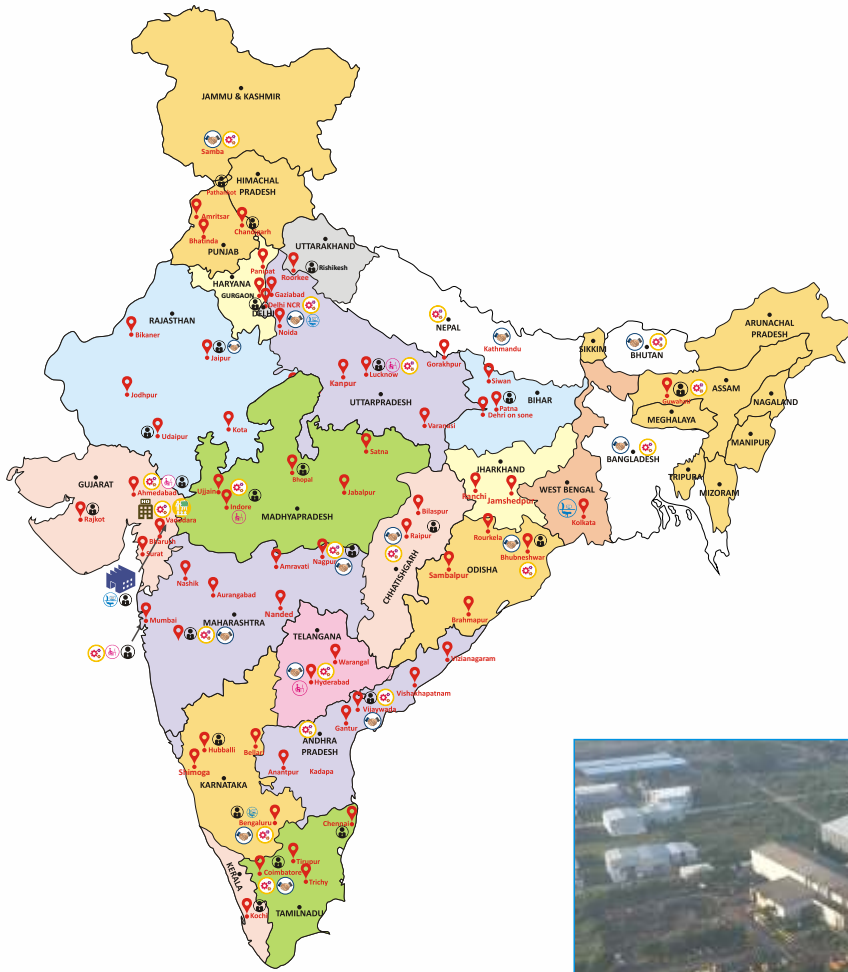 JAMMU & KASHMIR
Samba
HIMACHAL
PRADESH
Pathankot
Amritsar
Chandigarh
Bhatinda
PUNJAB
UTTARAKHAND
Panipat
Roorkee
Rishikesh
HARYANA
GURGAON
Gaziabad
Delhi NCR
DELHI
Noida
RAJASTHAN
Bikaner
Jaipur
Jodhpur
Udaipur
Kota
NEPAL
Kathmandu
Gorakhpur
Lucknow
Kanpur
UTTARPRADESH
Varanasi
SIKKIM
BHUTAN
ARUNACHAL
PRADESH
Siwan
BIHAR
Patna
Dehri on sone
ASSAM
Guwahati
NAGALAND
MEGHALAYA
MANIPUR
BANGLADESH
TRIPURA
MIZORAM
Satna
Bhopal
Jabalpur
Ujjain
Indore
MADHYAPRADESH
GUJARAT
Ahmedabad
HO
Vadodara
Rajkot
Bharush
Surat
JHARKHAND
Ranchi
Jamshedpur
WEST BENGAL
Kolkata
Bilaspur
Raipur
CHHATISHGARH
Rourkela
Bhubneshwar
ODISHA
Sambalpur
Brahmapur
Amravati
Nagpur
Nashik
Aurangabad
Nanded
Mumbai
MAHARASHTRA
TELANGANA
Warangal
Hyderabad
Vizianagaram
Vishakhapatnam
Vijaywada
Gantur
ANDHRA
PRADESH
Anantpur
Kadapa
Hubballi
Bellar
Shimoga
KARNATAKA
Bengaluru
Chennai
Tirupur
Coimbatore
Trichy
KERALA
Kochi
TAMILNADU